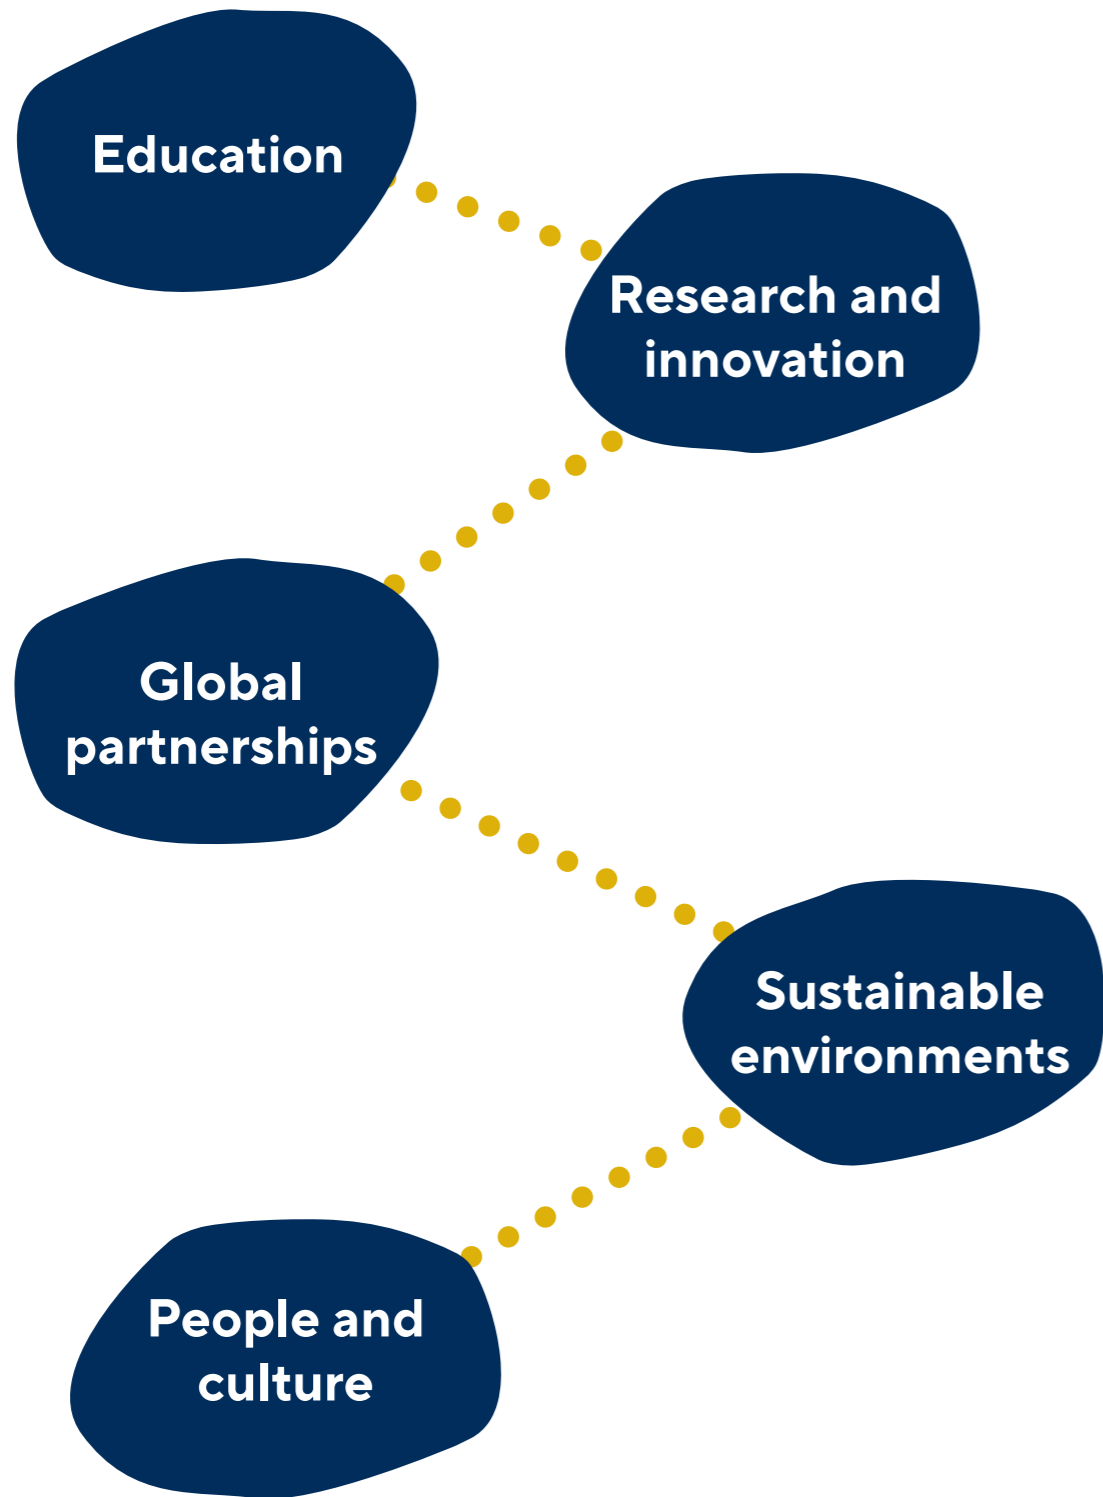 Education
Research and
innovation
Global
partnerships
Sustainable
environments
People and
culture